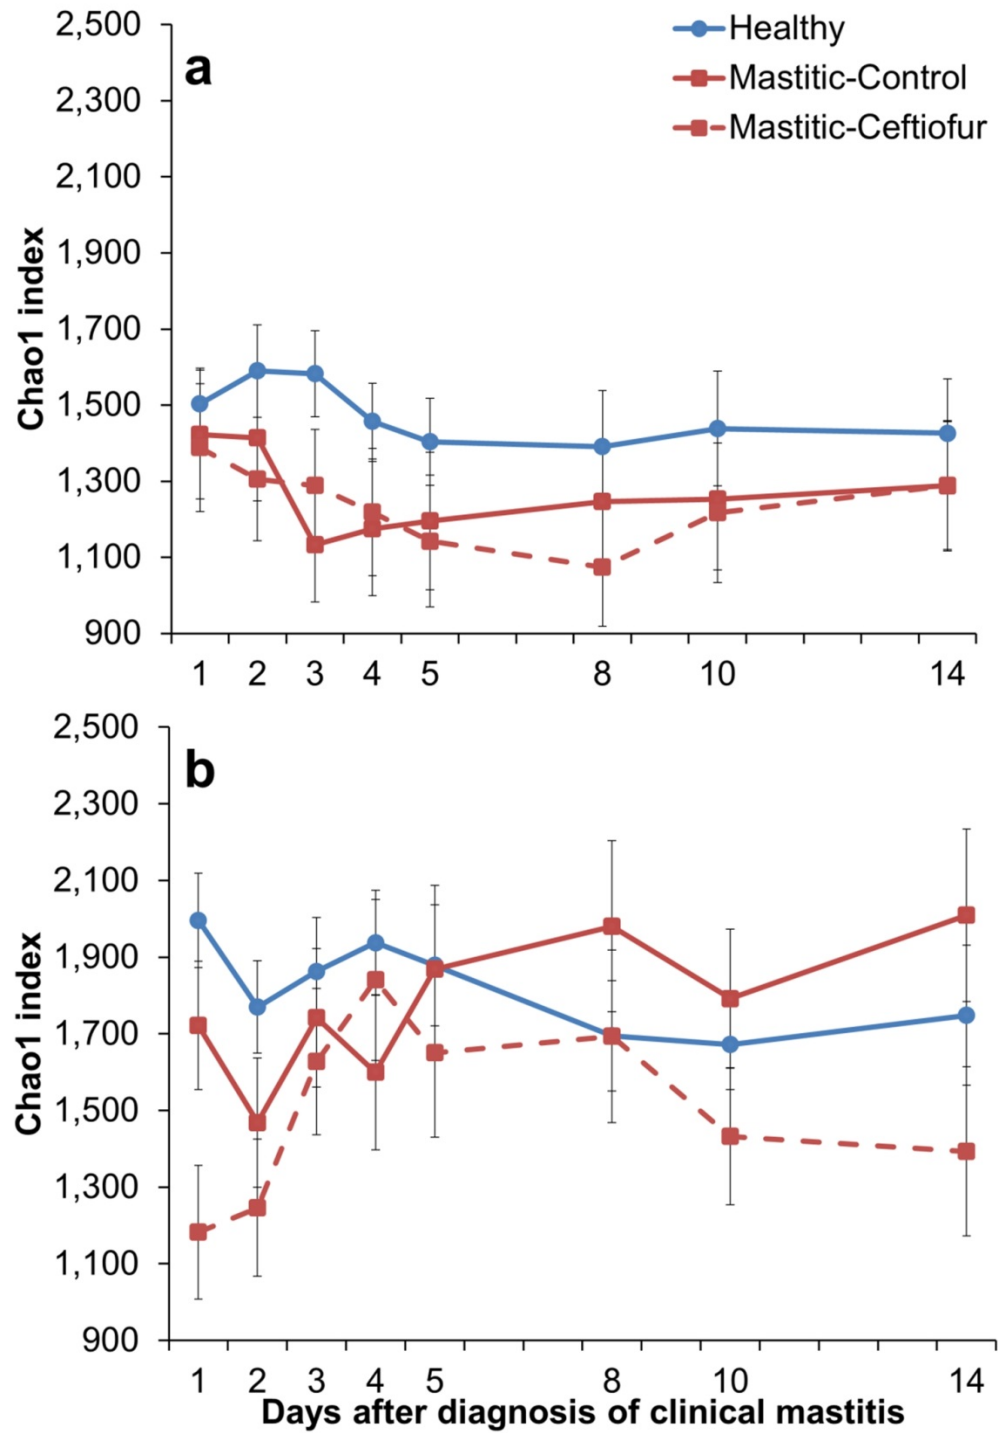 2,500
a
Healthy
2,300
Mastitic-Control
Mastitic-Ceftiofur
2,100
1,900
Chao1 index
1,700
1,500
1,300
1,100
900
1 2 3 4 5 8 10 14
2,500
b
2,300
2,100
1,900
Chao1 index
1,700
1,500
1,300
1,100
900
1 2 3 4 5 8 10 14
Days after diagnosis of clinical mastitis